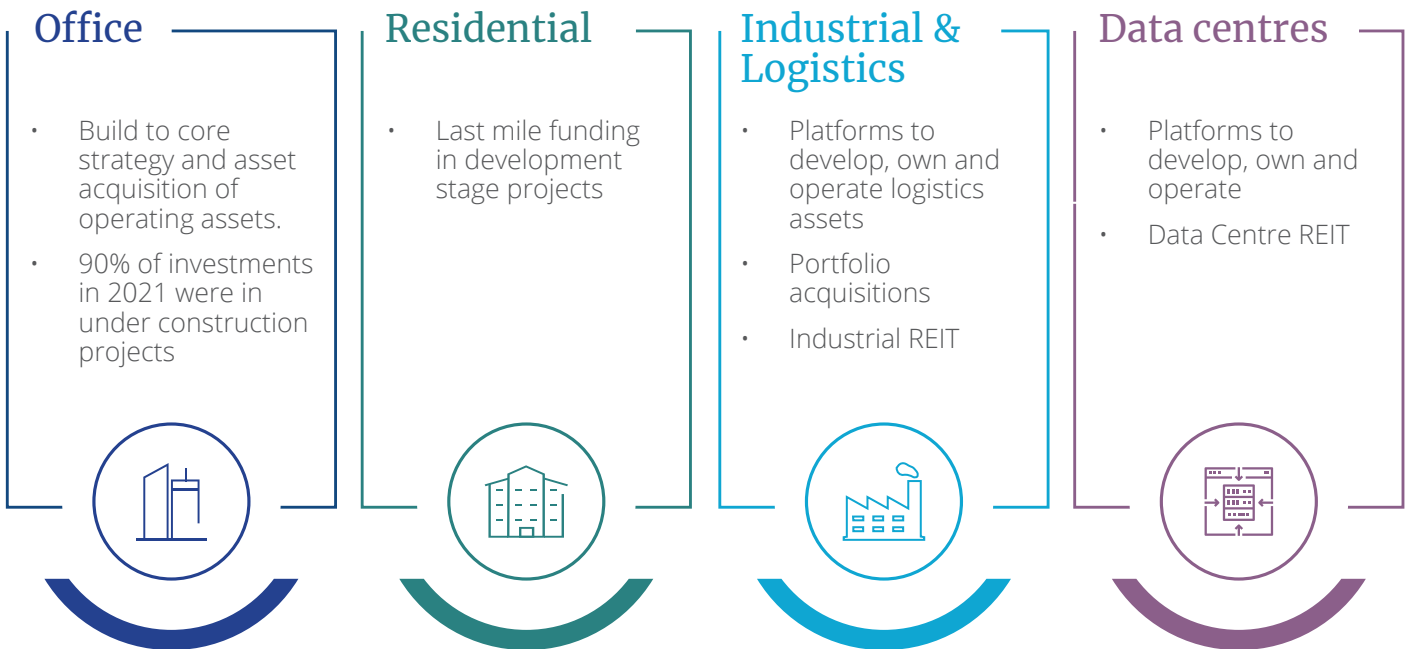 Office
• Build to core
strategy and asset
acquisition of
operating assets.
• 90% of investments
in 2021 were in
under construction
projects
Residential
• Last mile funding
in development
stage projects
Industrial &
Logistics
• Platforms to
develop, own and
operate logistics
assets
• Portfolio
acquisitions
• Industrial REIT
Data centres
• Platforms to
develop, own and
operate
• Data Centre REIT